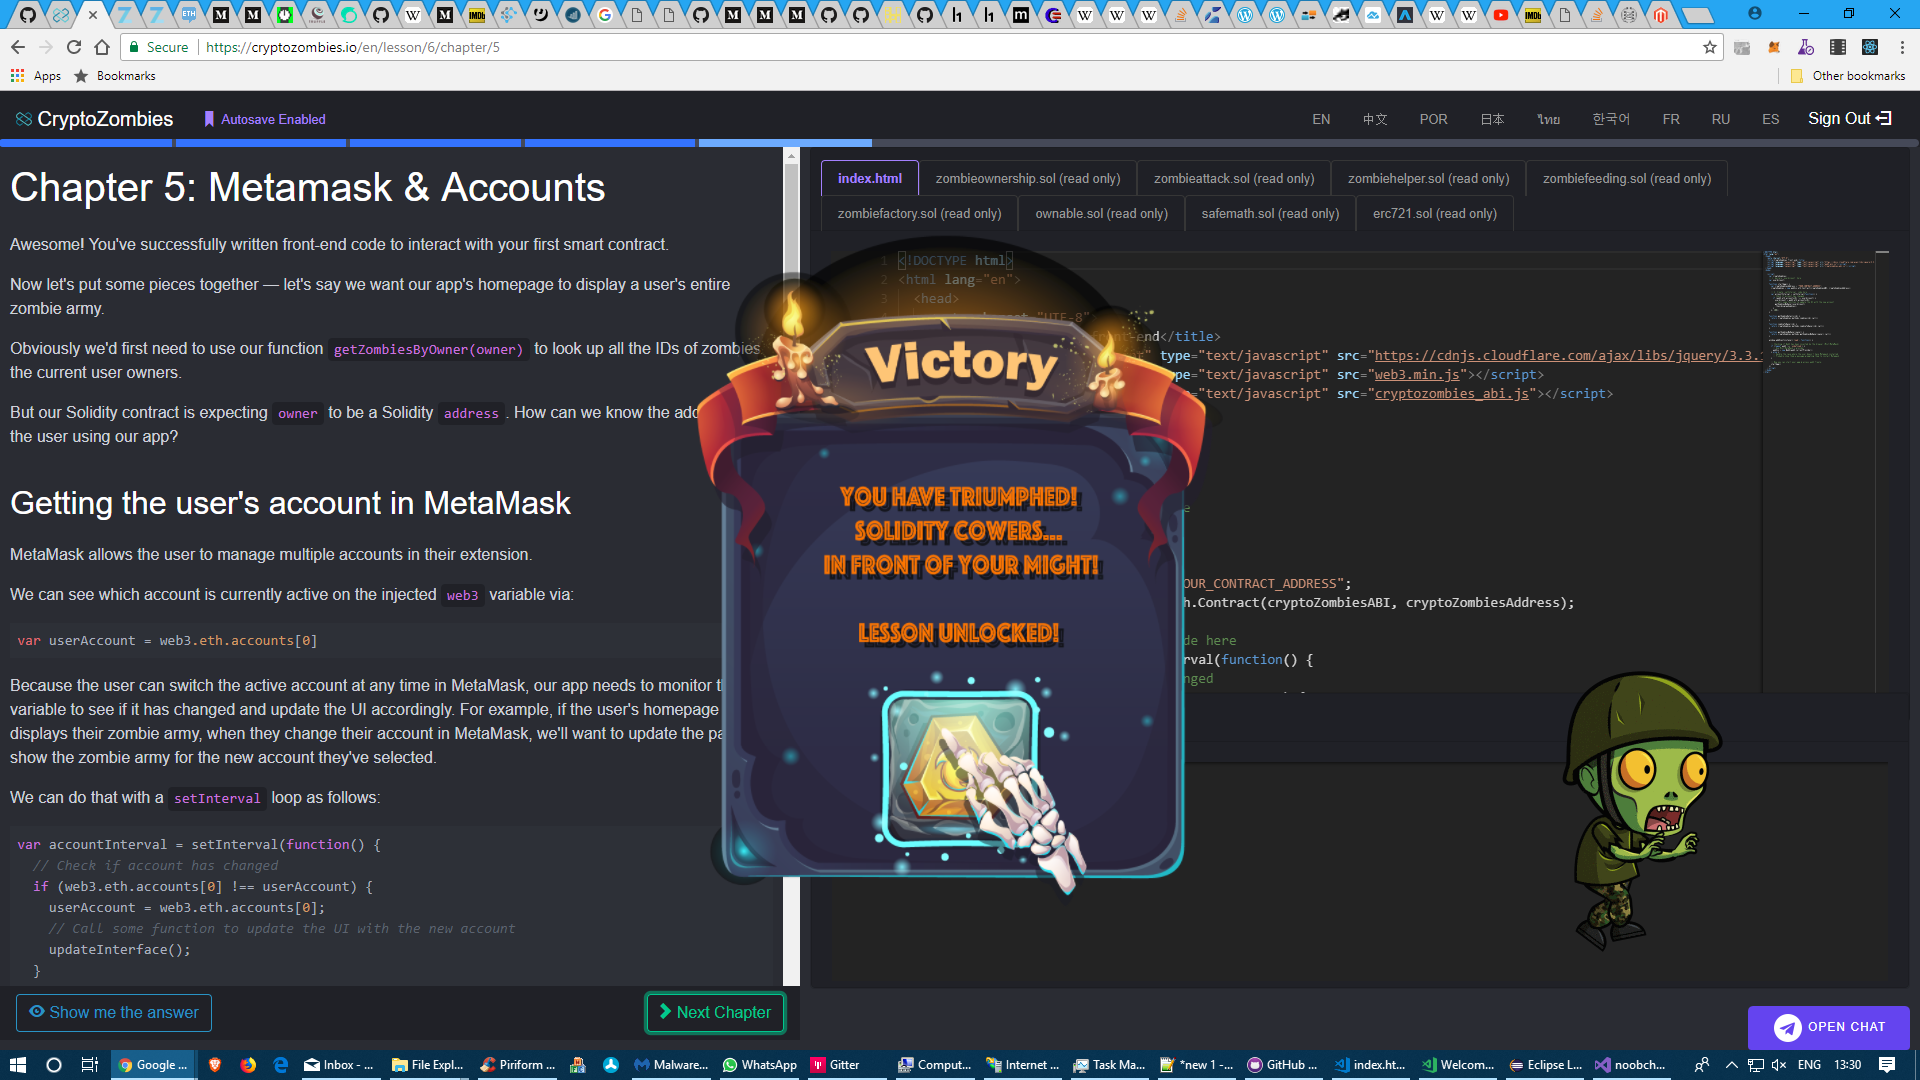 Secure
https://cryptozombies.io/en/lesson/6/chapter/5
Apps
Bookmarks
Other bookmarks
CryptoZombies
Autosave Enabled
EN
中文
POR
日本
ไทย
한국어
FR
RU
ES
Sign Out
Chapter 5: Metamask & Accounts
Awesome! You've successfully written front-end code to interact with your first smart contract.
Now let's put some pieces together — let's say we want our app's homepage to display a user's entire
zombie army.
Obviously we'd first need to use our function getZombiesByOwner(owner) to look up all the IDs of zombies
the current user owners.
But our Solidity contract is expecting owner to be a Solidity address . How can we know the add
the user using our app?
Getting the user's account in MetaMask
MetaMask allows the user to manage multiple accounts in their extension.
We can see which account is currently active on the injected web3 variable via:
var userAccount = web3.eth.accounts[0]
Because the user can switch the active account at any time in MetaMask, our app needs to monitor t
variable to see if it has changed and update the UI accordingly. For example, if the user's homepage
displays their zombie army, when they change their account in MetaMask, we'll want to update the pa
show the zombie army for the new account they've selected.
We can do that with a setInterval loop as follows:
var accountInterval = setInterval(function() {
// Check if account has changed
if (web3.eth.accounts[0] !== userAccount) {
userAccount = web3.eth.accounts[0];
// Call some function to update the UI with the new account
updateInterface();
}
Show me the answer
Next Chapter
index.html
zombieownership.sol (read only)
zombieattack.sol (read only)
zombiehelper.sol (read only)
zombiefeeding.sol (read only)
zombiefactory.sol (read only)
ownable.sol (read only)
safemath.sol (read only)
erc721.sol (read only)
1 <!DOCTYPE html>
2 <html lang="en">
3 <head>
"UTF-8"
end</title>
type="text/javascript" src="https://cdnjs.cloudflare.com/ajax/libs/jquery/3.3.
pe="text/javascript" src="web3.min.js"></script>
"text/javascript" src="cryptozombies_abi.js"></script>
OUR_CONTRACT_ADDRESS";
h.Contract(cryptoZombiesABI, cryptoZombiesAddress);
de here
rval(function() {
nged
Victory
YOU HAVE TRIUMPHED!
SOLIDITY COWERS...
IN FRONT OF YOUR MIGHT!
LESSON UNLOCKED!
OPEN CHAT
Google ...
Inbox - ...
File Expl...
Piriform ...
Malware...
WhatsApp
Gitter
Comput...
Internet ...
Task Ma...
*new 1 -...
GitHub ...
index.ht...
Welcom...
Eclipse L...
noobch...
ENG
13:30